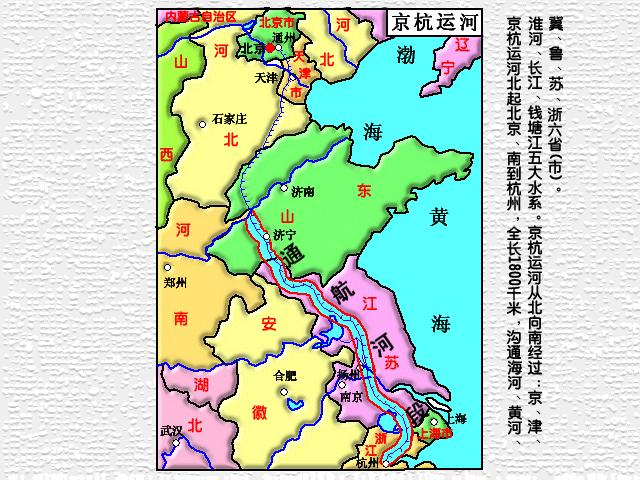 京杭运河
内蒙古自治区
北京市
北京
通州
河
北
天津
天
津
市
辽
宁
渤
海
山
西
河
北
石家庄
济南
山
东
济宁
黄
海
河
南
郑州
通
航
河
段
江
苏
安
徽
合肥
扬州
南京
湖
北
武汉
上海
上海市
浙
江
杭州
京杭运河北起北京、南到杭州，全长1800千米，沟通海河、黄河、
淮河、长江、钱塘江五大水系。京杭运河从北向南经过：京、津、
冀、鲁、苏、浙六省(市)。